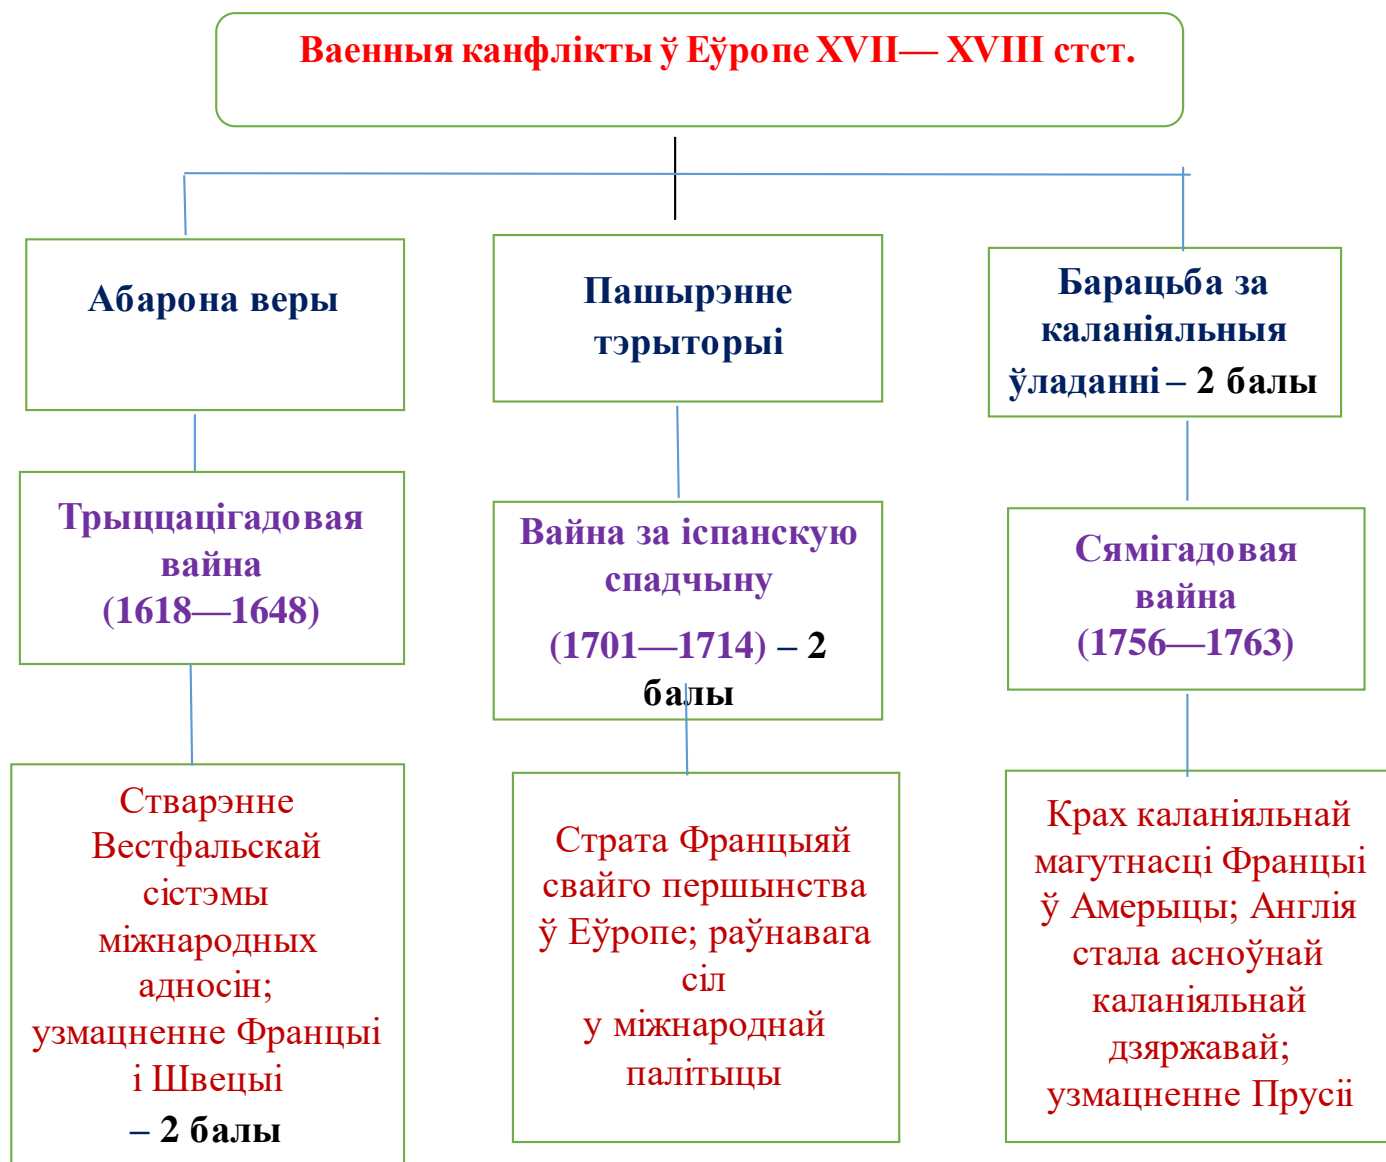 Ваенныя канфлікты ў Еўропе XVII— XVIII стст.
Абарона веры
Пашырэнне
тэрыторыі
Барацьба за
каланіяльныя
ўладанні – 2 балы
Трыццацігадовая
вайна
(1618—1648)
Вайна за іспанскую
спадчыну
(1701—1714) – 2
балы
Сямігадовая
вайна
(1756—1763)
Стварэнне
Вестфальскай
сістэмы
міжнародных
адносін;
узмацненне Францыі
і Швецыі
– 2 балы
Страта Францыяй
свайго першынства
ў Еўропе; раўнавага
сіл
у міжнароднай
палітыцы
Крах каланіяльнай
магутнасці Францыі
ў Амерыцы; Англія
стала асноўнай
каланіяльнай
дзяржавай;
узмацненне Прусіі